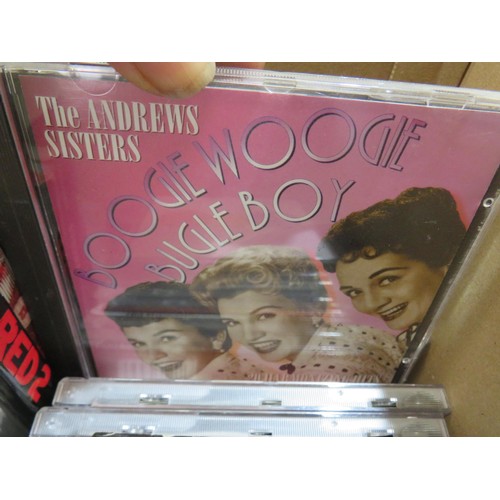 The ANDREWS
SISTERS
BOOGIE WOOGIE
BUGLE BOY
RED2